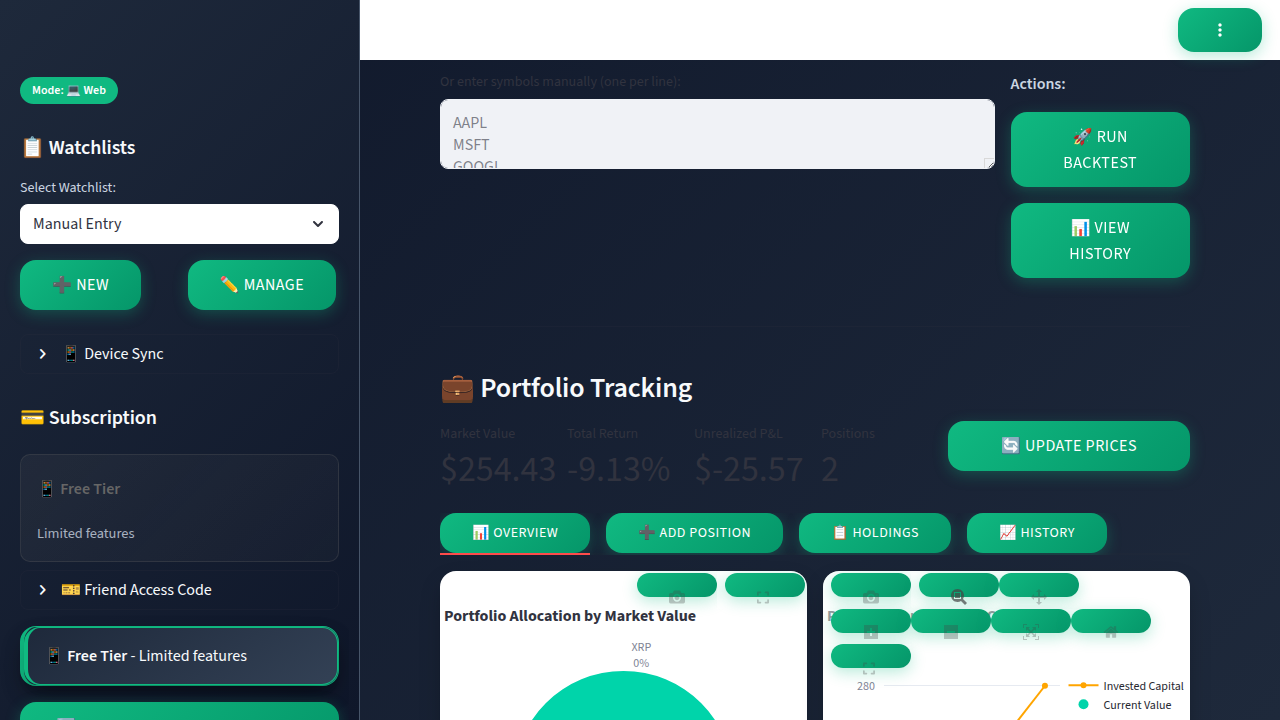 Mode: 💻 Web
📋 Watchlists
Select Watchlist:
Manual Entry
➕ NEW
✏️ MANAGE
📱 Device Sync
💳 Subscription
📱 Free Tier
Limited features
🎫 Friend Access Code
📱 Free Tier - Limited features
Or enter symbols manually (one per line):
AAPL
MSFT
GOOGL
Actions:
🚀 RUN
BACKTEST
📊 VIEW
HISTORY
💼 Portfolio Tracking
Market Value
Total Return
Unrealized P&L
Positions
$254.43
-9.13%
$-25.57
2
🔄 UPDATE PRICES
📊 OVERVIEW
➕ ADD POSITION
📋 HOLDINGS
📈 HISTORY
Portfolio Allocation by Market Value
XRP
0%
280
Invested Capital
Current Value